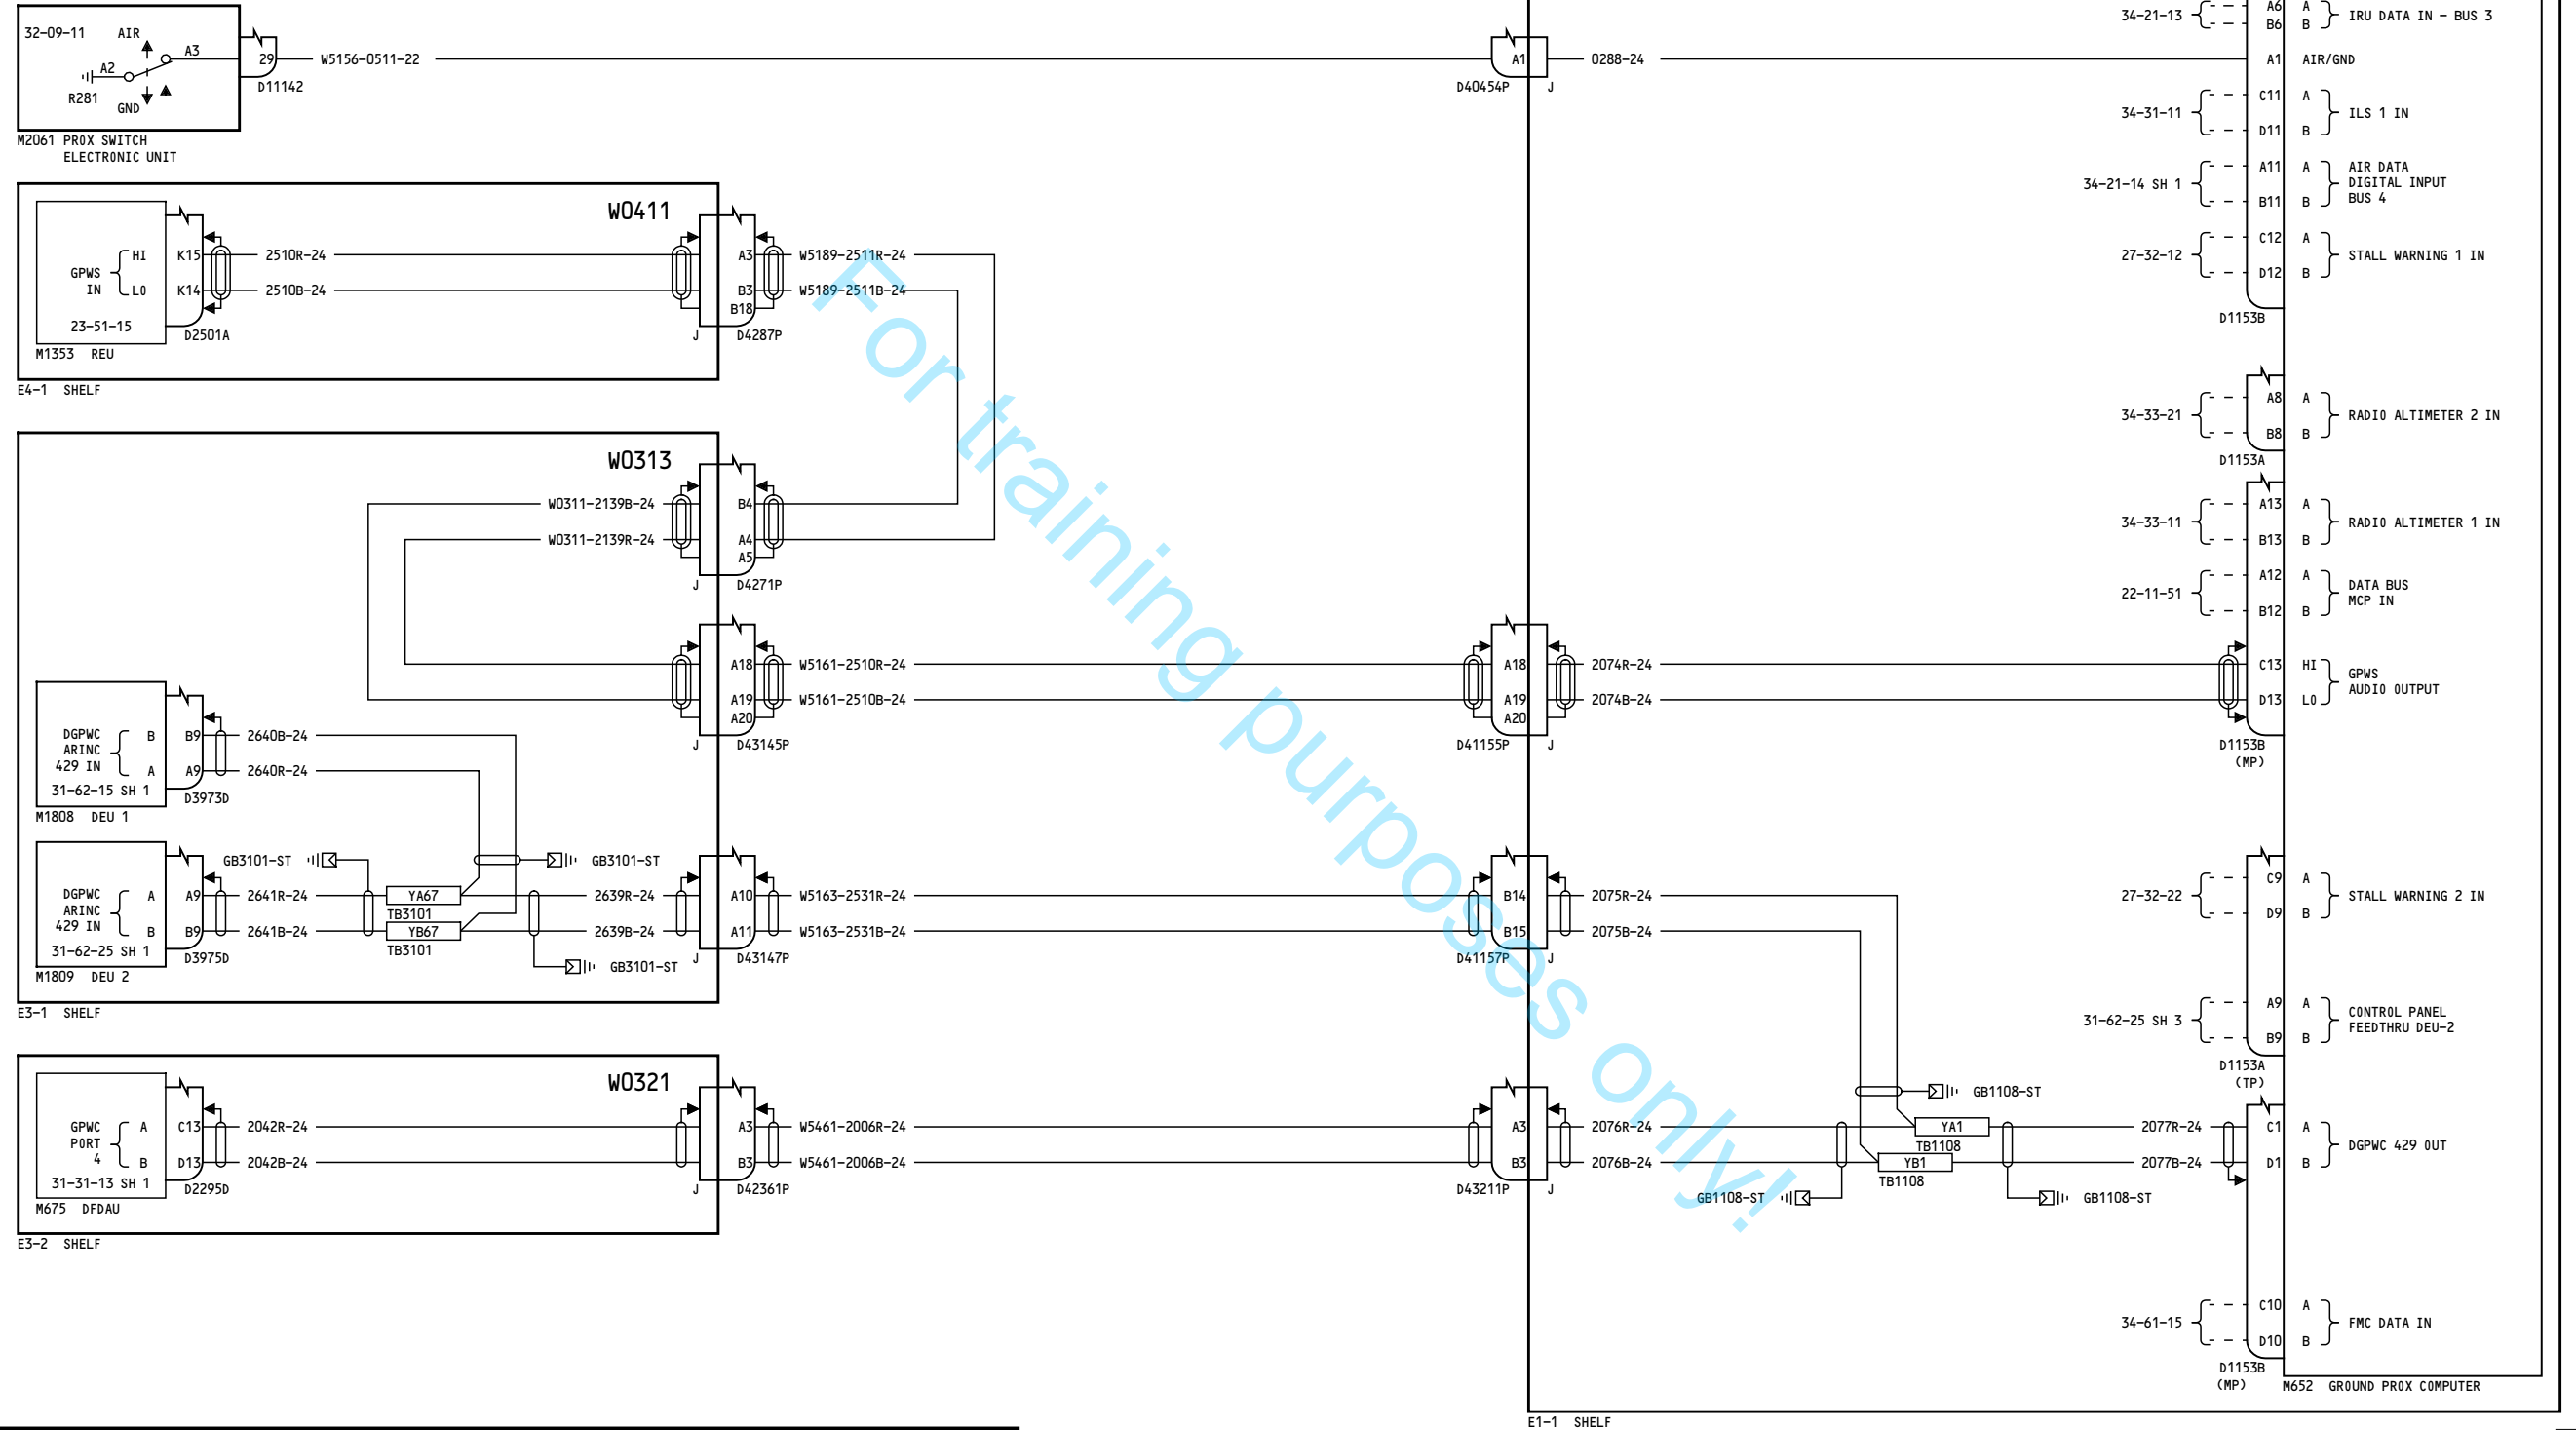 34-21-13
A6 A
B6 B
IRU DATA IN - BUS 3
32-09-11
AIR
A3
A2
R281
GND
29
D11142
W5156-0511-22
A1
D40454P
J
0288-24
A1 AIR/GND
M2061 PROX SWITCH
ELECTRONIC UNIT
34-31-11
C11 A
D11 B
ILS 1 IN
34-21-14 SH 1
A11 A
B11 B
AIR DATA
DIGITAL INPUT
BUS 4
27-32-12
C12 A
D12 B
STALL WARNING 1 IN
D1153B
W0411
GPWS
IN
HI
LO
K15
K14
23-51-15
D2501A
M1353 REU
2510R-24
2510B-24
A3
B3
B18
J
D4287P
W5189-2511R-24
W5189-2511B-24
E4-1 SHELF
34-33-21
A8 A
B8 B
RADIO ALTIMETER 2 IN
D1153A
W0313
W0311-2139B-24
W0311-2139R-24
B4
A4
A5
J
D4271P
34-33-11
A13 A
B13 B
RADIO ALTIMETER 1 IN
22-11-51
A12 A
B12 B
DATA BUS
MCP IN
A18
A19
A20
J
D43145P
W5161-2510R-24
W5161-2510B-24
A18
A19
A20
D41155P
J
2074R-24
2074B-24
C13 HI
D13 LO
GPWS
AUDIO OUTPUT
D1153B
(MP)
DGPWC
ARINC
429 IN
B
A
B9
A9
31-62-15 SH 1
D3973D
M1808 DEU 1
2640B-24
2640R-24
DGPWC
ARINC
429 IN
A
B
A9
B9
31-62-25 SH 1
D3975D
M1809 DEU 2
GB3101-ST
2641R-24
2641B-24
YA67
TB3101
YB67
TB3101
GB3101-ST
GB3101-ST
2639R-24
2639B-24
A10
A11
J
D43147P
W5163-2531R-24
W5163-2531B-24
B14
B15
D41157P
J
2075R-24
2075B-24
27-32-22
C9 A
D9 B
STALL WARNING 2 IN
E3-1 SHELF
31-62-25 SH 3
A9 A
B9 B
CONTROL PANEL
FEEDTHRU DEU-2
D1153A
(TP)
W0321
GPWC
PORT
4
A
B
C13
D13
31-31-13 SH 1
D2295D
M675 DFDAU
2042R-24
2042B-24
A3
B3
J
D42361P
W5461-2006R-24
W5461-2006B-24
A3
B3
D43211P
J
2076R-24
2076B-24
GB1108-ST
YA1
TB1108
YB1
TB1108
GB1108-ST
GB1108-ST
2077R-24
2077B-24
C1 A
D1 B
DGPWC 429 OUT
E3-2 SHELF
34-61-15
C10 A
D10 B
FMC DATA IN
D1153B
(MP)
M652 GROUND PROX COMPUTER
E1-1 SHELF
For training purposes only!